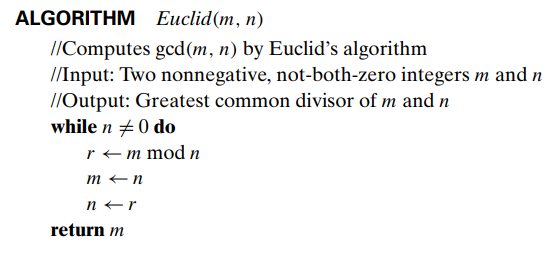 ALGORITHM Euclid(m, n)
//Computes gcd(m, n) by Euclid’s algorithm
//Input: Two nonnegative, not-both-zero integers m and n
//Output: Greatest common divisor of m and n
while n ≠ 0 do
r ← m mod n
m ← n
n ← r
return m